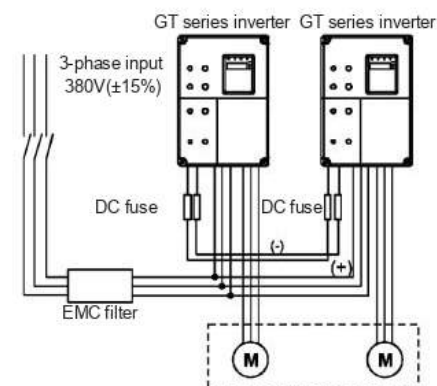 GT series inverter GT series inverter
3-phase input
380V(±15%)
DC fuse DC fuse
(-)
(+)
EMC filter
M M